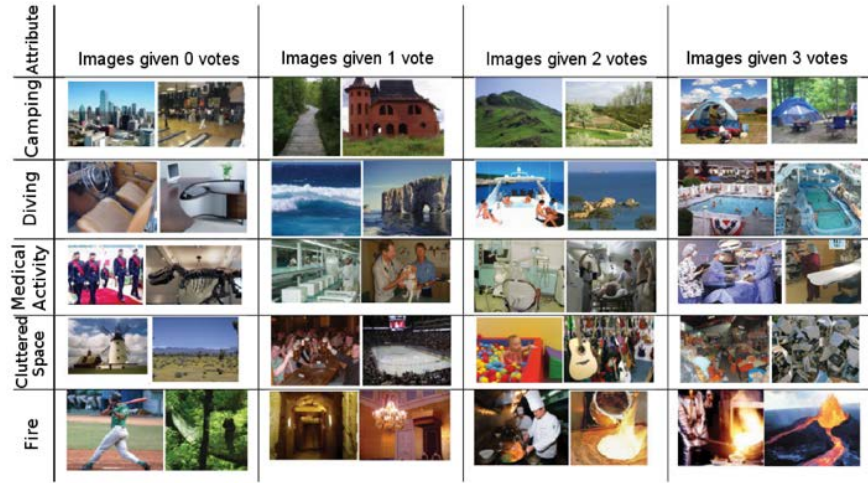 Attribute
Images given 0 votes
Images given 1 vote
Images given 2 votes
Images given 3 votes
Camping
Diving
Medical
Activity
Cluttered
Space
Fire